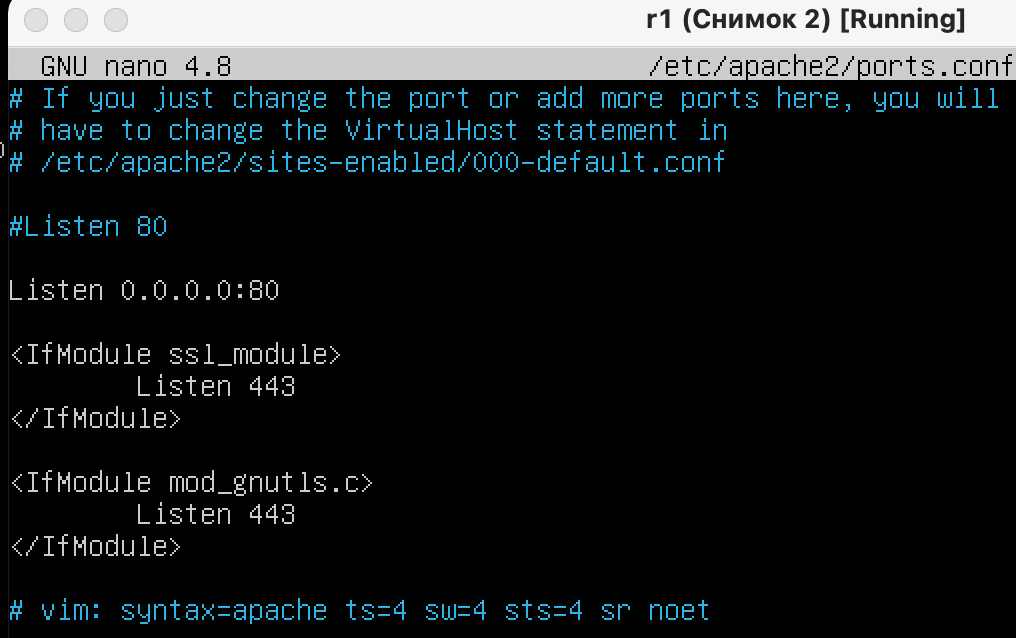 r1 (Снимок 2) [Running]
GNU nano 4.8 /etc/apache2/ports.conf
# If you just change the port or add more ports here, you will
# have to change the VirtualHost statement in
# /etc/apache2/sites-enabled/000-default.conf
#Listen 80
Listen 0.0.0.0:80
<IfModule ssl_module>
Listen 443
</IfModule>
<IfModule mod_gnutls.c>
Listen 443
</IfModule>
# vim: syntax=apache ts=4 sw=4 sts=4 sr noet